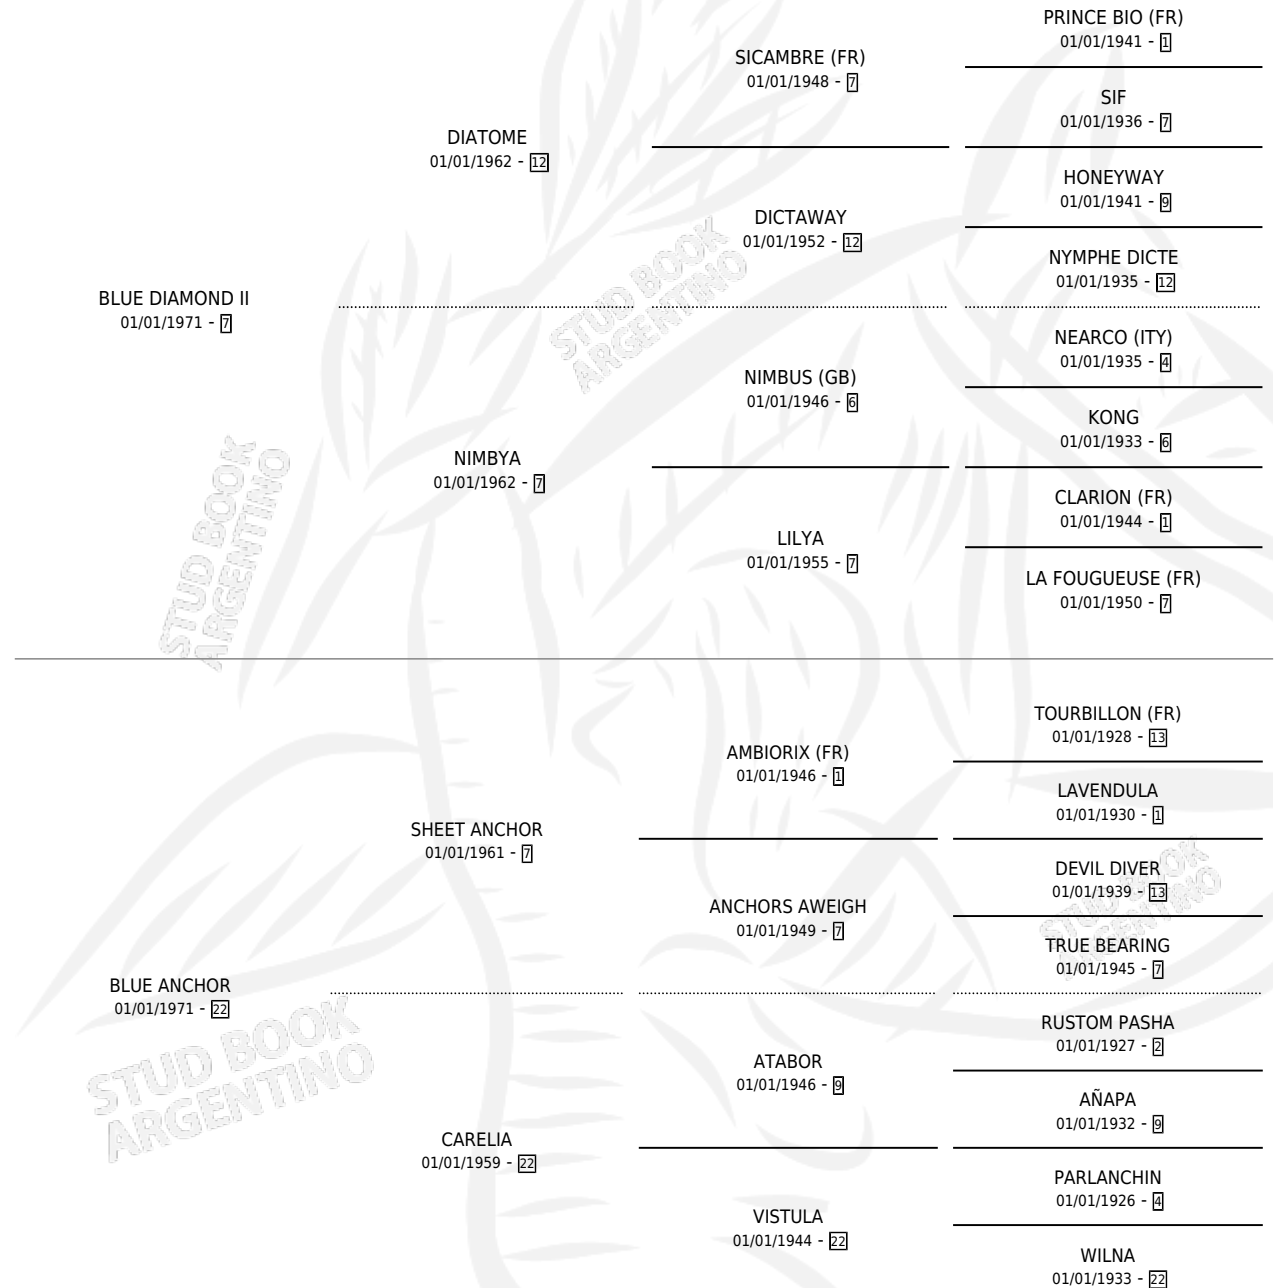 PRINCE BIO (FR)
01/01/1941 - 1
SICAMBRE (FR)
01/01/1948 - 7
SIF
01/01/1936 - 7
DIATOME
01/01/1962 - 12
HONEYWAY
01/01/1941 - 9
DICTAWAY
01/01/1952 - 12
NYMPHE DICTE
01/01/1935 - 12
BLUE DIAMOND II
01/01/1971 - 7
STUD BOOK
ARGENTINO
NEARCO (ITY)
01/01/1935 - 4
NIMBUS (GB)
01/01/1946 - 6
KONG
01/01/1933 - 6
NIMBYA
01/01/1962 - 7
CLARION (FR)
01/01/1944 - 1
LILYA
01/01/1955 - 7
LA FOUGUEUSE (FR)
01/01/1950 - 7
STUD BOOK
ARGENTINO
TOURBILLON (FR)
01/01/1928 - 13
AMBIORIX (FR)
01/01/1946 - 1
LAVENDULA
01/01/1930 - 1
SHEET ANCHOR
01/01/1961 - 7
DEVIL DIVER
01/01/1939 - 13
ANCHORS AWEIGH
01/01/1949 - 7
STUD BOOK
ARGENTINO
TRUE BEARING
01/01/1945 - 7
BLUE ANCHOR
01/01/1971 - 22
STUD BOOK
ARGENTINO
RUSTOM PASHA
01/01/1927 - 2
ATABOR
01/01/1946 - 9
AÑAPA
01/01/1932 - 9
CARELIA
01/01/1959 - 22
PARLANCHIN
01/01/1926 - 4
VISTULA
01/01/1944 - 22
WILNA
01/01/1933 - 22